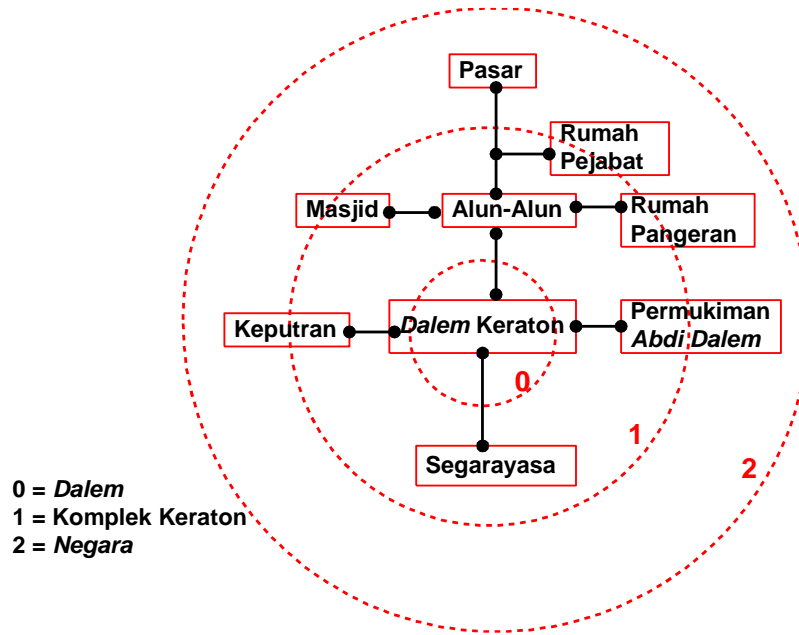 Pasar
Rumah
Pejabat
Masjid
Alun-Alun
Rumah
Pangeran
Keputran
Dalem Keraton
Permukiman
Abdi Dalem
0
1
Segarayasa
2
0 = Dalem
1 = Komplek Keraton
2 = Negara